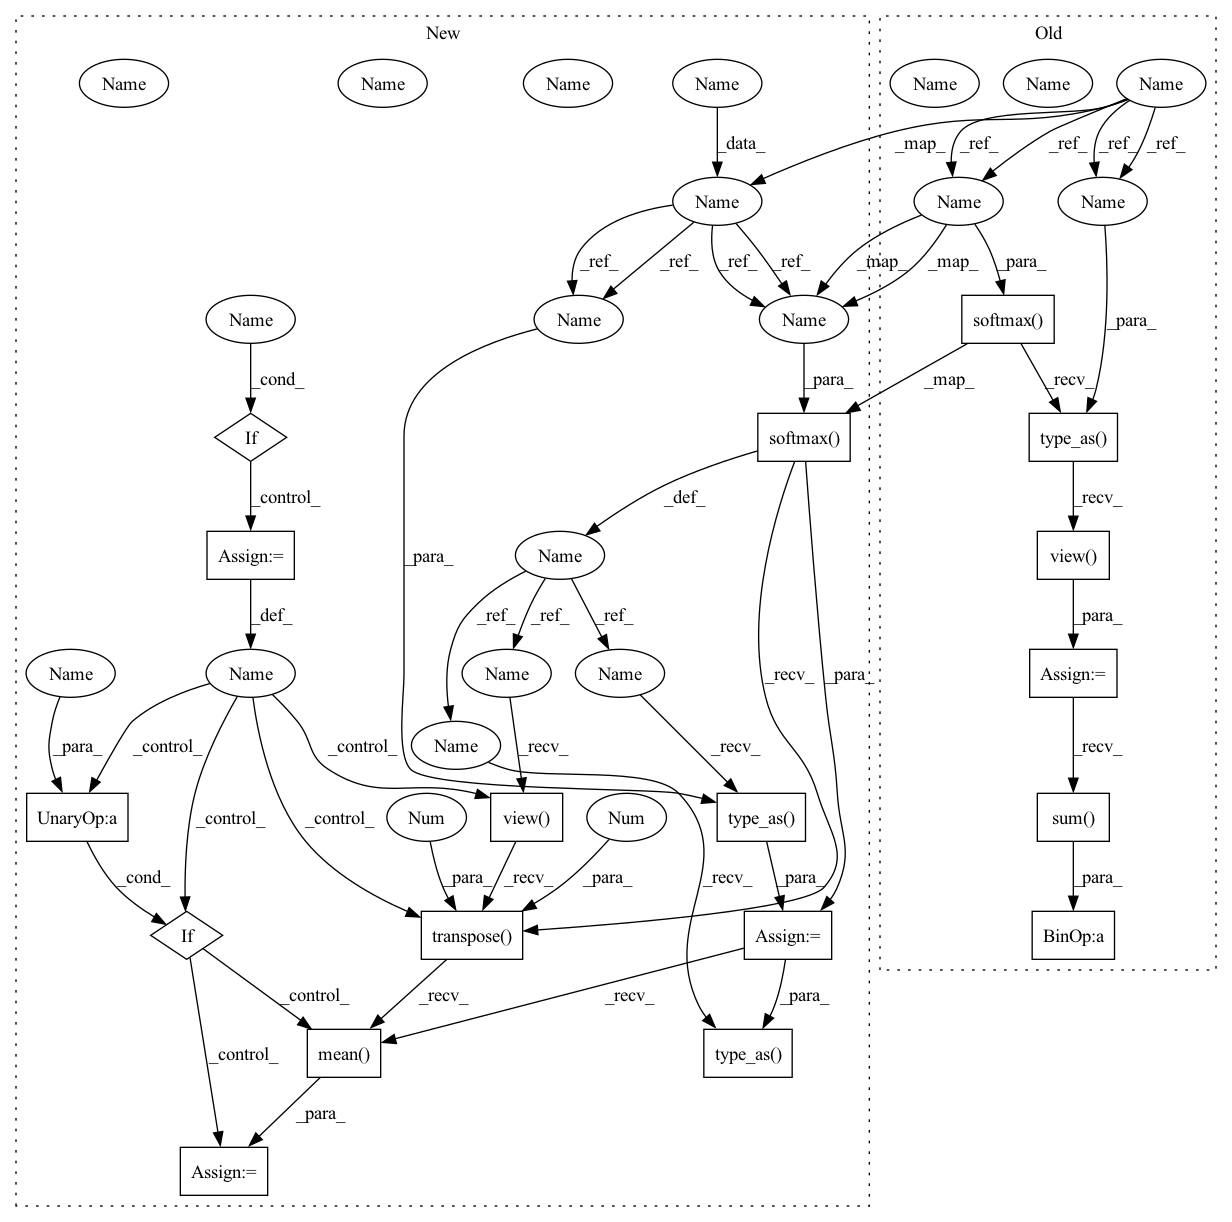 New
Old
Name
Name
Name
Name
Name
Name
Name
_data_
_map_
_ref_
_ref_
_ref_
_ref_
Name
Name
Name
_ref_
_ref_
_ref_
_ref_
_map_
_map_
_para_
Name
Name
Name
softmax()
_cond_
_para_
_map_
_recv_
_para_
If
softmax()
type_as()
_control_
_def_
_recv_
Assign:=
Name
view()
_para_
_def_
_ref_
_ref_
_ref_
_para_
Name
Name
Name
Name
Assign:=
_recv_
_para_
_para_
_control_
_control_
Name
_recv_
_recv_
_recv_
UnaryOp:a
_control_
_control_
Num
view()
Num
type_as()
sum()
_cond_
_para_
_recv_
_para_
_recv_
_para_
_para_
If
transpose()
Assign:=
BinOp:a
_control_
_recv_
_recv_
_para_
_control_
mean()
type_as()
_para_
Assign:=